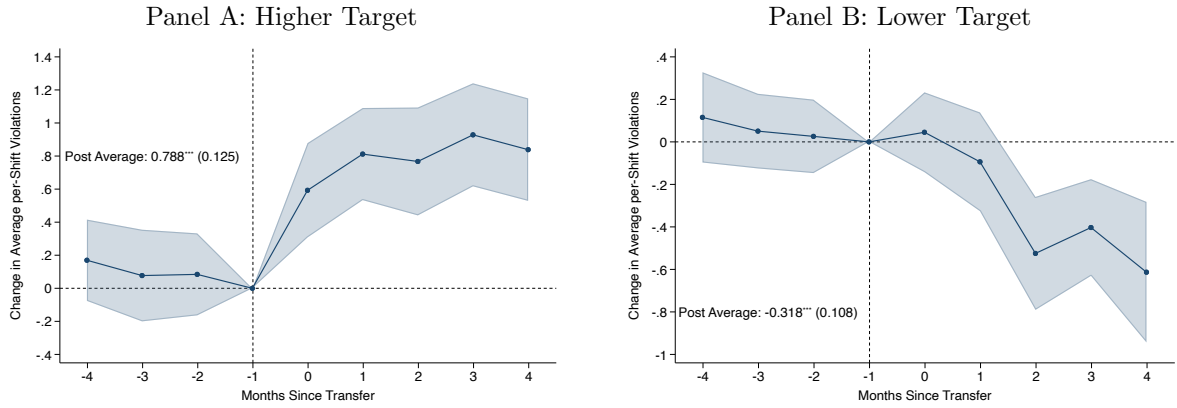 Panel A: Higher Target
Change in Average per-Shift Violations
1.4
1.2
1
.8
.6
.4
.2
0
-.2
-.4
Post Average: 0.788*** (0.125)
-4 -3 -2 -1 0 1 2 3 4
Months Since Transfer
Panel B: Lower Target
Change in Average per-Shift Violations
.4
.2
0
-.2
-.4
-.6
-.8
-1
Post Average: -0.318*** (0.108)
-4 -3 -2 -1 0 1 2 3 4
Months Since Transfer